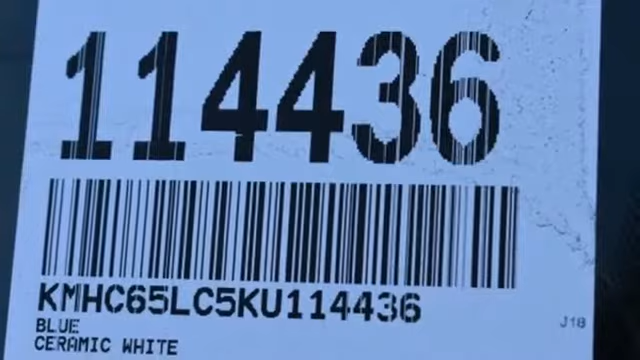 114436
KMHC65LC5KU114436
BLUE
CERAMIC WHITE
J18